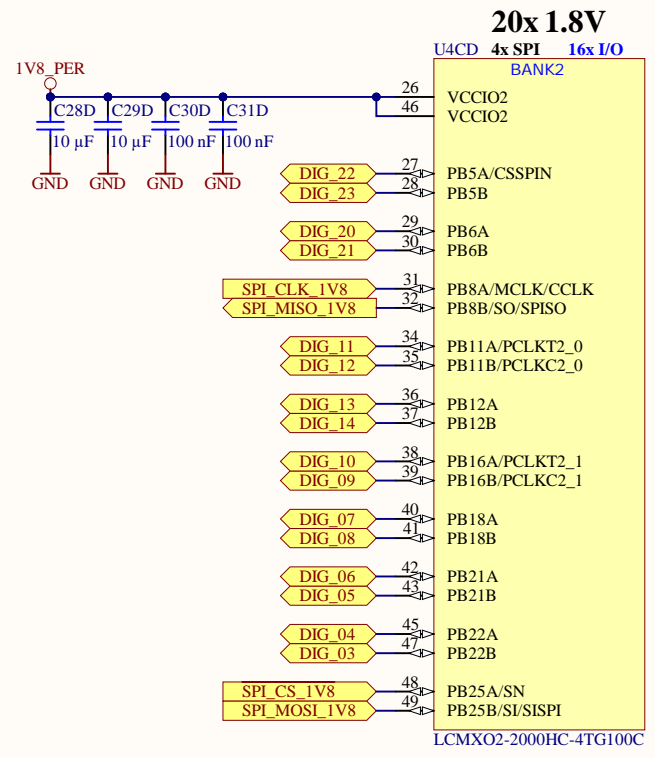 20x 1.8V
U4CD 4x SPI 16x I/O
BANK2
1V8_PER
C28D C29D C30D C31D
10 µF 10 µF 100 nF 100 nF
GND GND GND GND
26 VCCIO2
46 VCCIO2
DIG_22 27 PB5A/CSSPIN
DIG_23 28 PB5B
DIG_20 29 PB6A
DIG_21 30 PB6B
SPI_CLK_1V8 31 PB8A/MCLK/CCLK
SPI_MISO_1V8 32 PB8B/SO/SPISO
DIG_11 34 PB11A/PCLKT2_0
DIG_12 35 PB11B/PCLKC2_0
DIG_13 36 PB12A
DIG_14 37 PB12B
DIG_10 38 PB16A/PCLKT2_1
DIG_09 39 PB16B/PCLKC2_1
DIG_07 40 PB18A
DIG_08 41 PB18B
DIG_06 42 PB21A
DIG_05 43 PB21B
DIG_04 45 PB22A
DIG_03 47 PB22B
SPI_CS_1V8 48 PB25A/SN
SPI_MOSI_1V8 49 PB25B/SI/SISPI
LCMXO2-2000HC-4TG100C